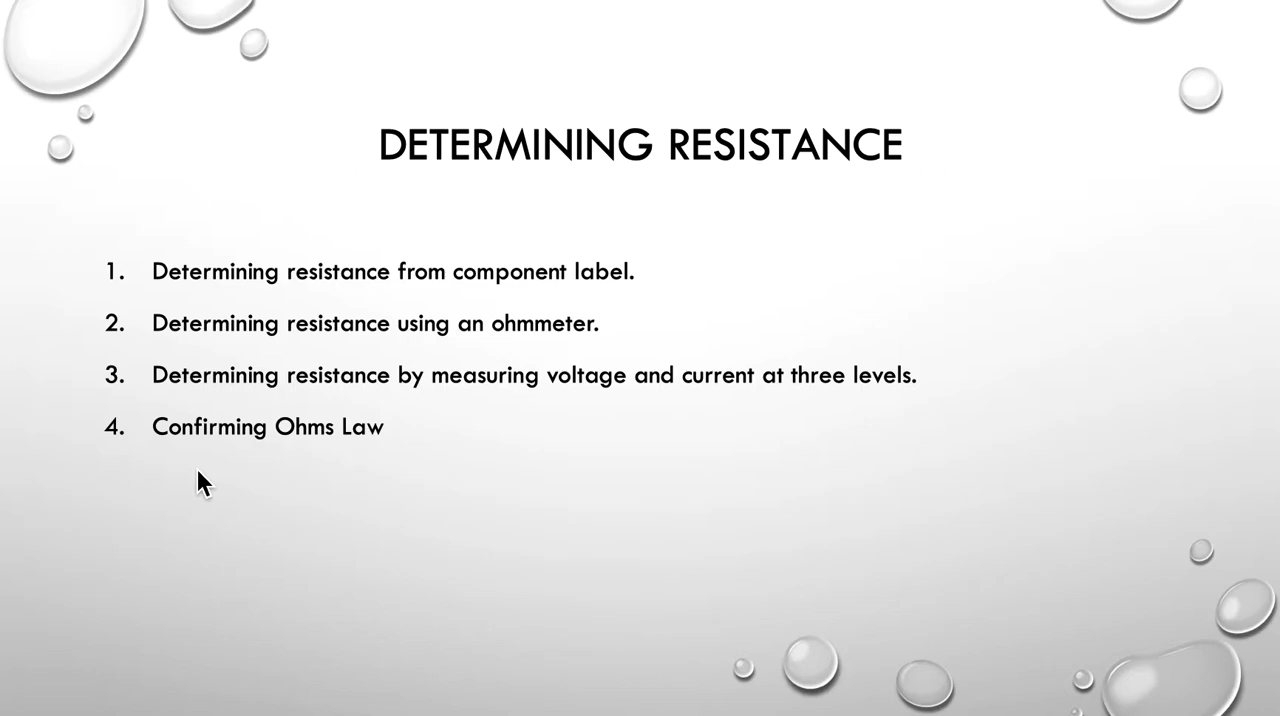 DETERMINING RESISTANCE
1. Determining resistance from component label.
2. Determining resistance using an ohmmeter.
3. Determining resistance by measuring voltage and current at three levels.
4. Confirming Ohms Law